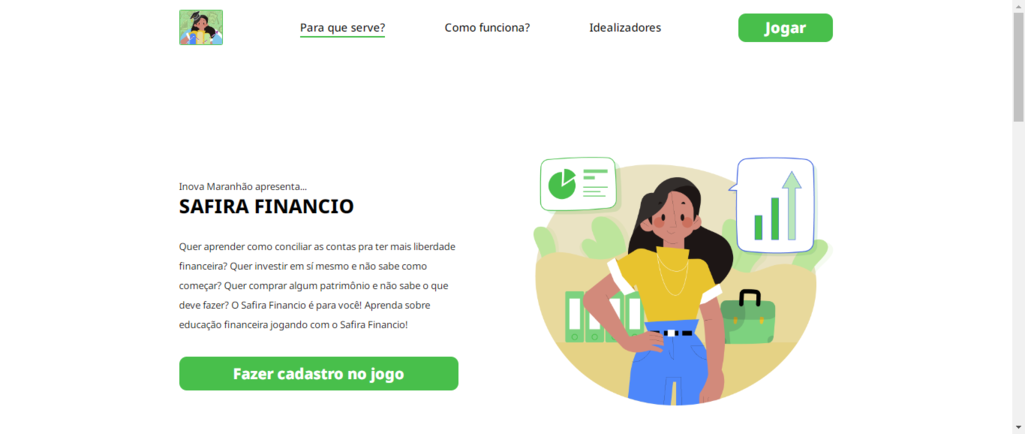 Para que serve?
Como funciona?
Idealizadores
Jogar
Inova Maranhão apresenta...
SAFIRA FINANCIO
Quer aprender como conciliar as contas pra ter mais liberdade
financeira? Quer investir em sí mesmo e não sabe como
começar? Quer comprar algum patrimônio e não sabe o que
deve fazer? O Safira Financio é para você! Aprenda sobre
educação financeira jogando com o Safira Financio!
Fazer cadastro no jogo